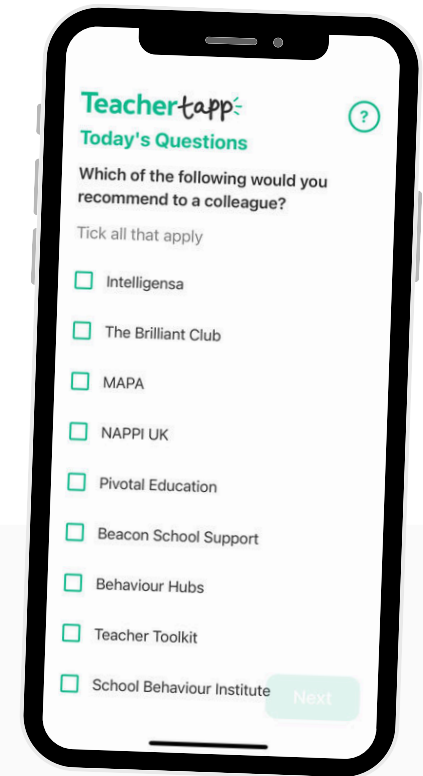 Teachertapp
?
Today's Questions
Which of the following would you
recommend to a colleague?
Tick all that apply
Intelligensa
The Brilliant Club
MAPA
NAPPI UK
Pivotal Education
Beacon School Support
Behaviour Hubs
Teacher Toolkit
School Behaviour Institute
Next